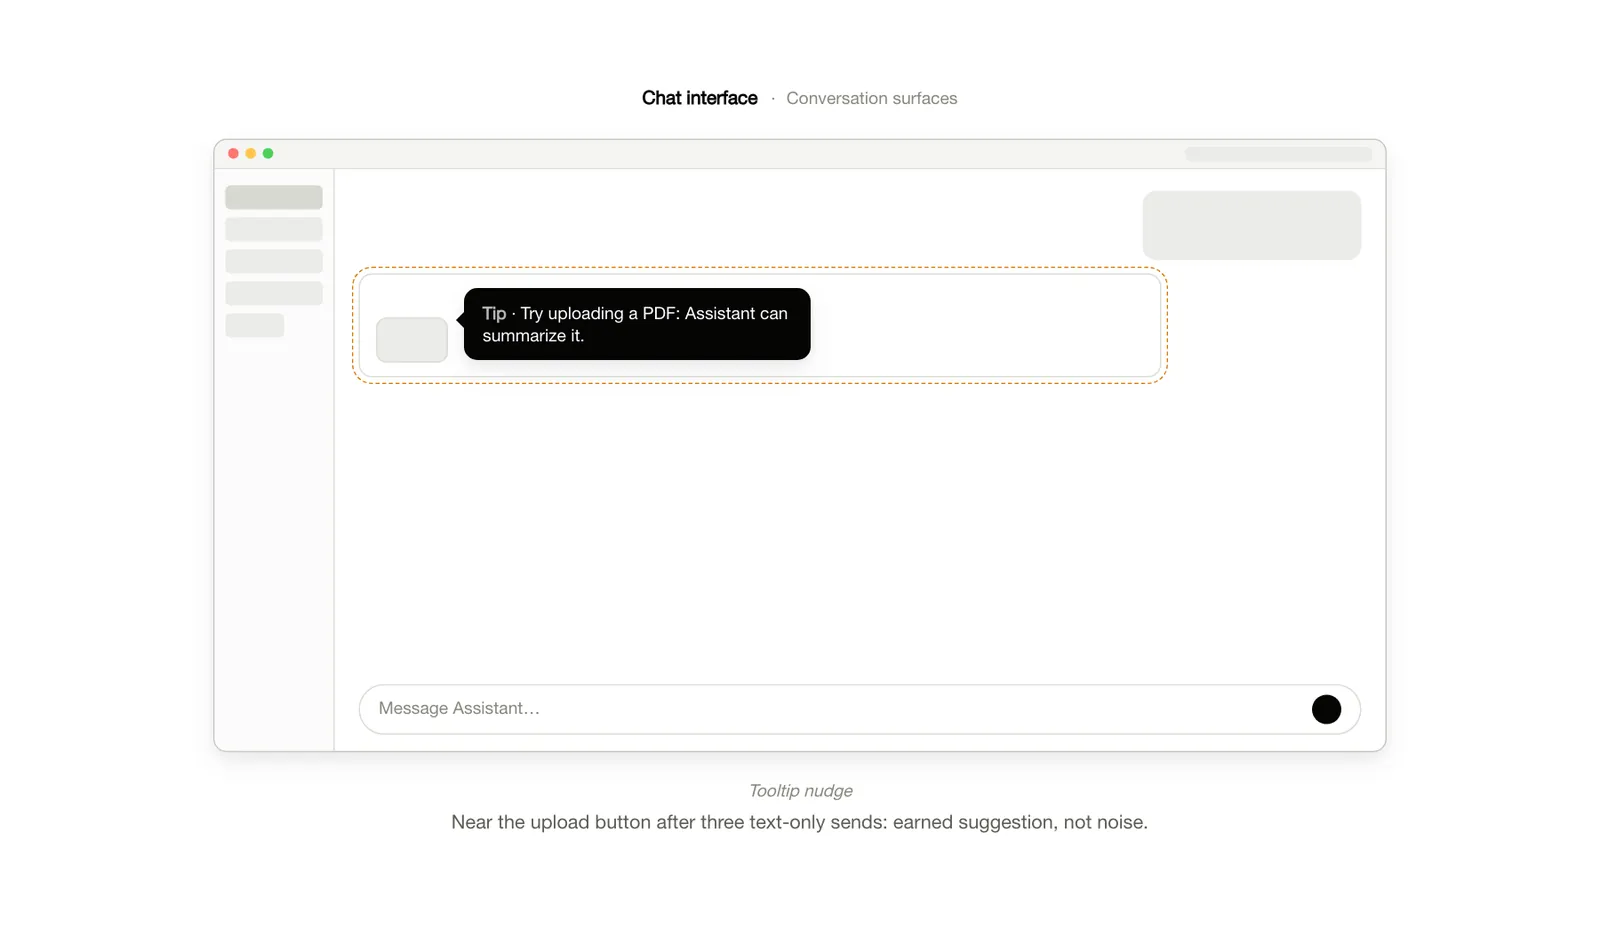 Chat interface · Conversation surfaces
Tip · Try uploading a PDF: Assistant can
summarize it.
Message Assistant…
Tooltip nudge
Near the upload button after three text-only sends: earned suggestion, not noise.